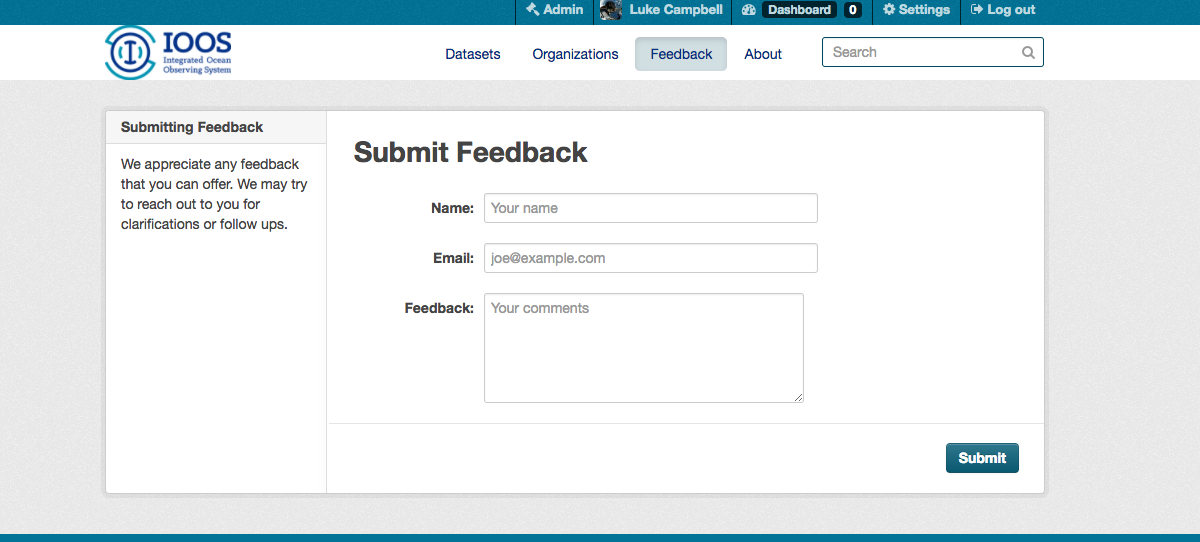 Admin Luke Campbell Dashboard 0 Settings Log out
IOOS
Integrated Ocean
Observing System
Datasets Organizations Feedback About Search
Submitting Feedback
We appreciate any feedback
that you can offer. We may try
to reach out to you for
clarifications or follow ups.
Submit Feedback
Name: Your name
Email: joe@example.com
Feedback: Your comments
Submit